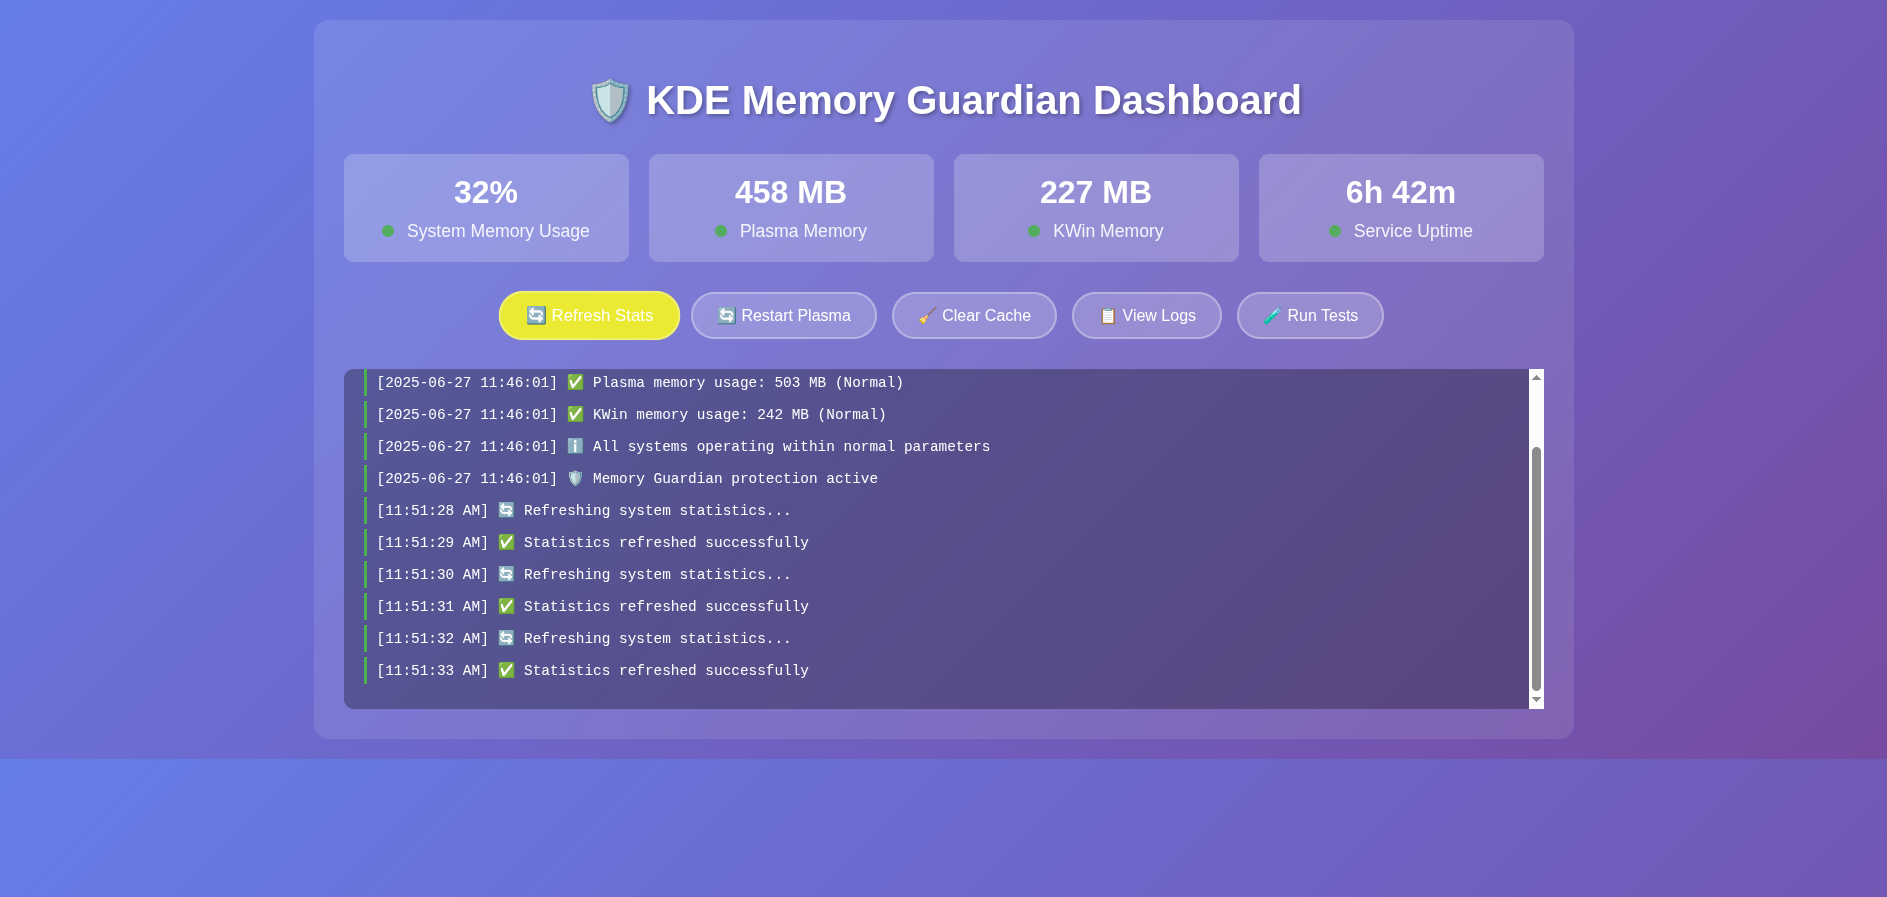 🛡️ KDE Memory Guardian Dashboard
32%
System Memory Usage
458 MB
Plasma Memory
227 MB
KWin Memory
6h 42m
Service Uptime
🔄 Refresh Stats
🔄 Restart Plasma
🧹 Clear Cache
📋 View Logs
🧪 Run Tests
[2025-06-27 11:46:01] ✅ Plasma memory usage: 503 MB (Normal)
[2025-06-27 11:46:01] ✅ KWin memory usage: 242 MB (Normal)
[2025-06-27 11:46:01] ℹ️ All systems operating within normal parameters
[2025-06-27 11:46:01] 🛡️ Memory Guardian protection active
[11:51:28 AM] 🔄 Refreshing system statistics...
[11:51:29 AM] ✅ Statistics refreshed successfully
[11:51:30 AM] 🔄 Refreshing system statistics...
[11:51:31 AM] ✅ Statistics refreshed successfully
[11:51:32 AM] 🔄 Refreshing system statistics...
[11:51:33 AM] ✅ Statistics refreshed successfully